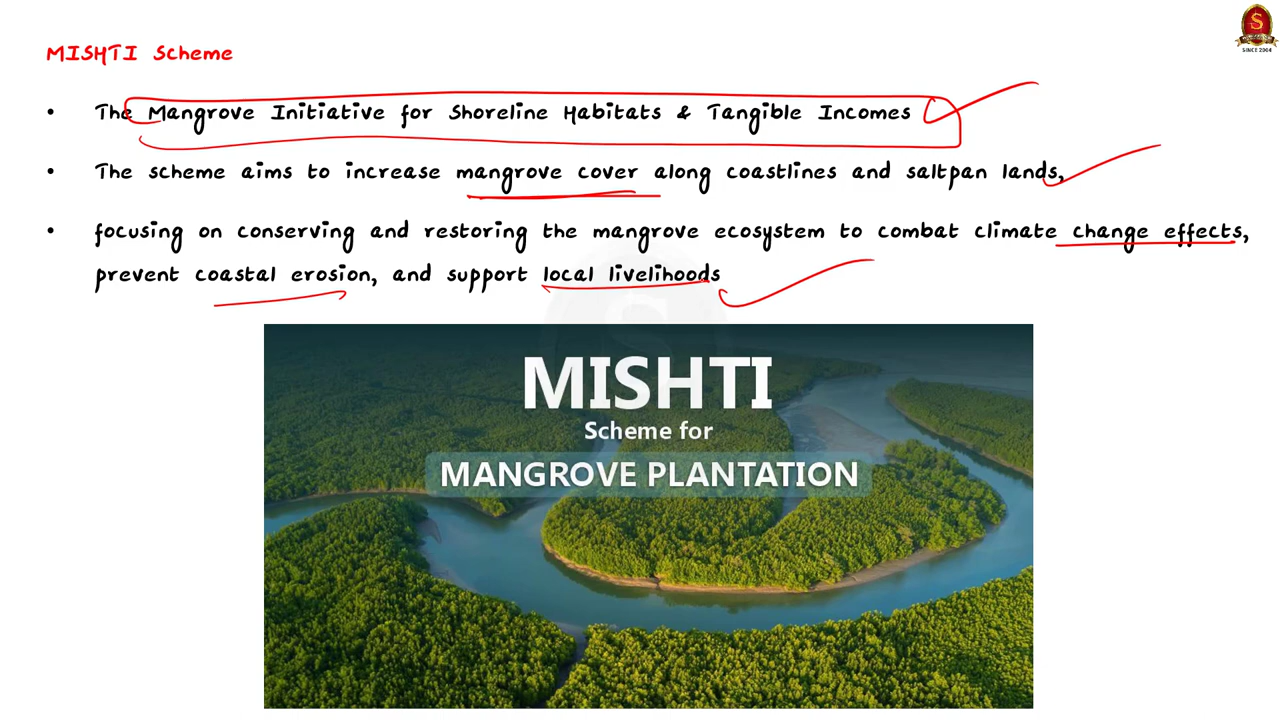 MISHTI Scheme
• The Mangrove Initiative for Shoreline Habitats & Tangible Incomes
• The scheme aims to increase mangrove cover along coastlines and saltpan lands,
• focusing on conserving and restoring the mangrove ecosystem to combat climate change effects,
prevent coastal erosion, and support local livelihoods
MISHTI
Scheme for
MANGROVE PLANTATION
S
SINCE 2004